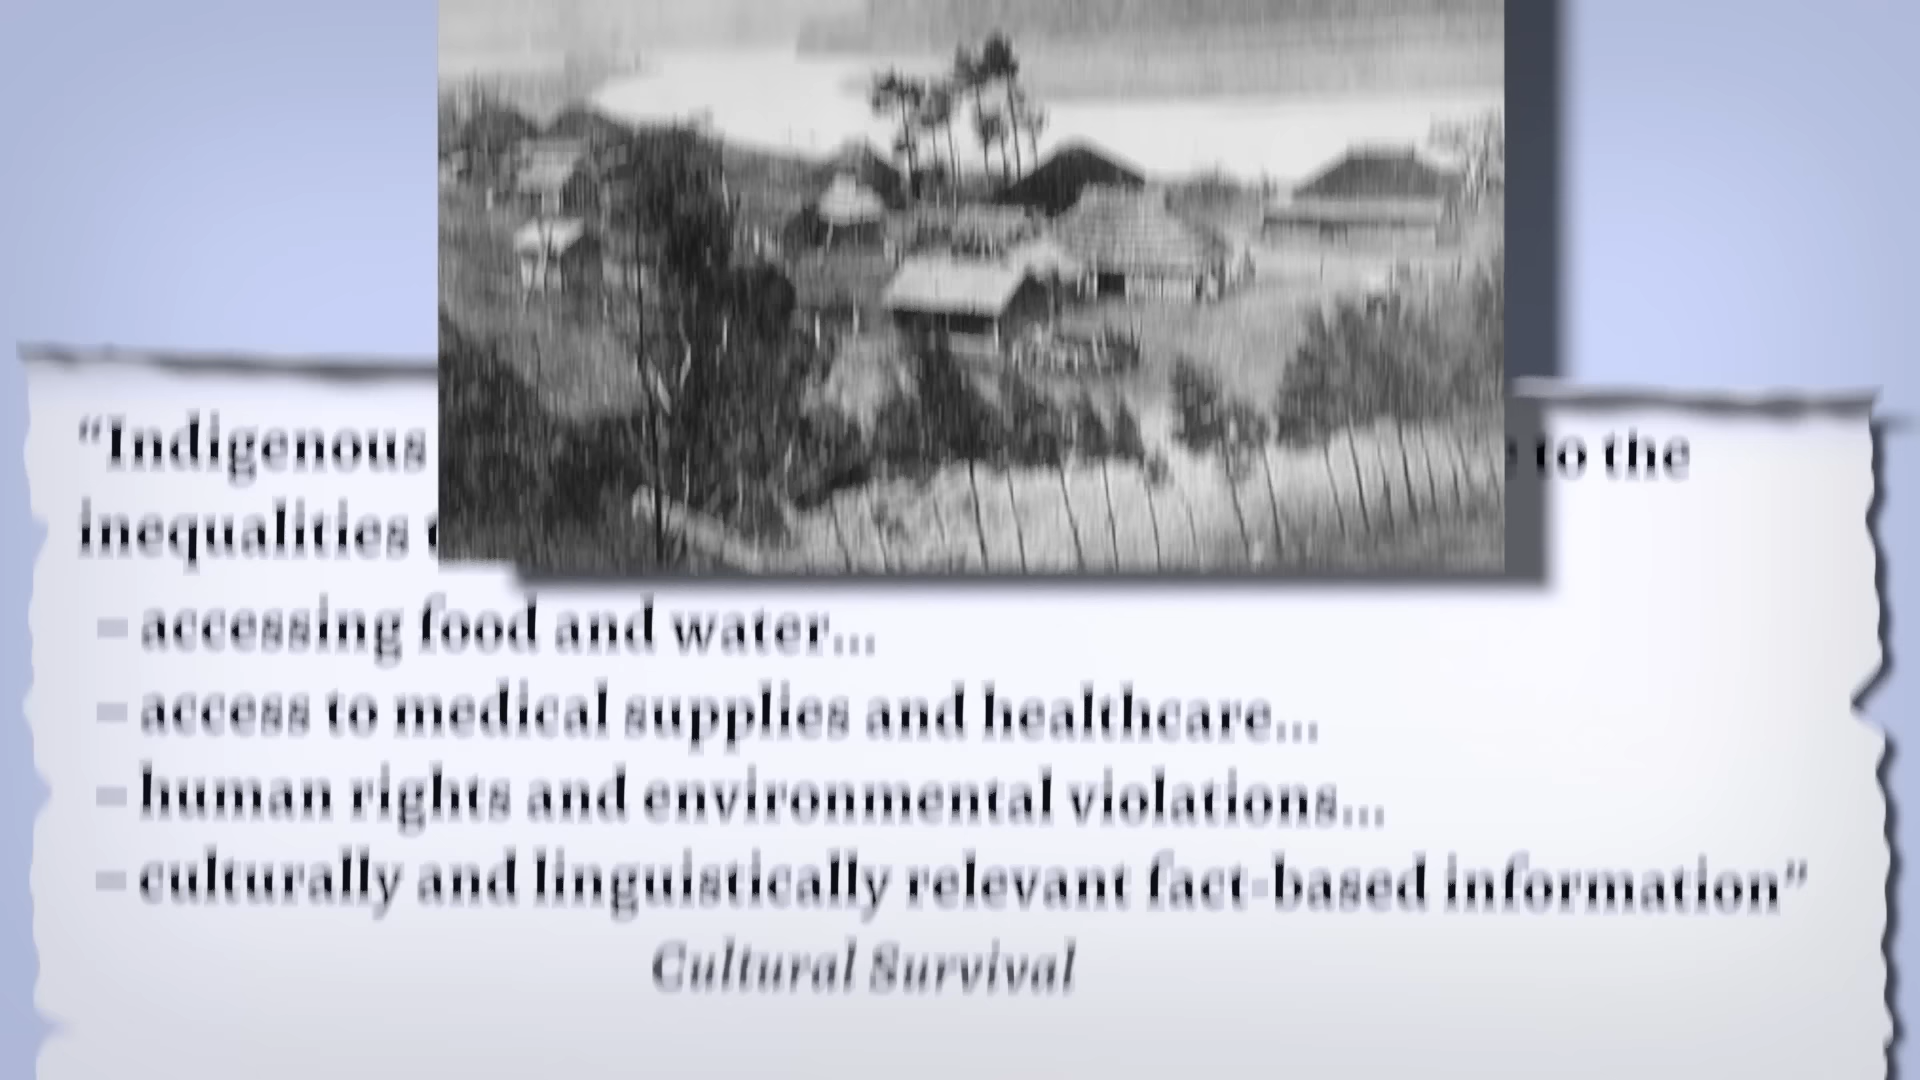 “Indigenous to the
inequalities
– accessing food and water...
– access to medical supplies and healthcare...
– human rights and environmental violations...
– culturally and linguistically relevant fact-based information”
Cultural Survival